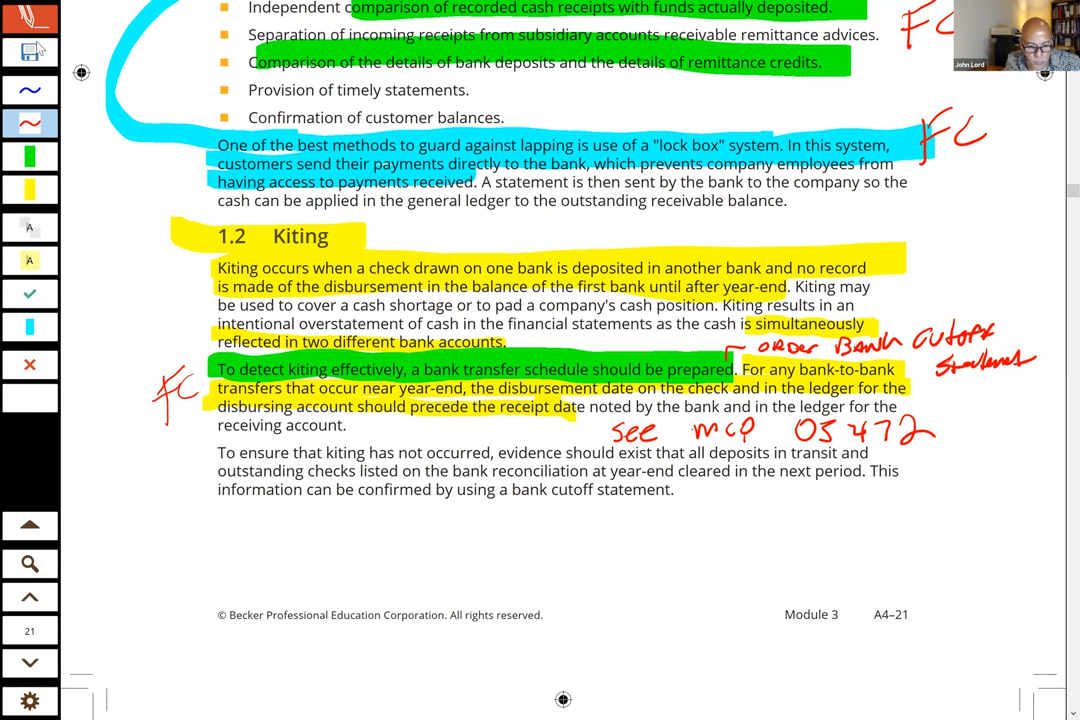 Independent comparison of recorded cash receipts with funds actually deposited.
Separation of incoming receipts from subsidiary accounts receivable remittance advices.
FC
Comparison of the details of bank deposits and the details of remittance credits.
John Lord
Provision of timely statements.
Confirmation of customer balances.
FC
One of the best methods to guard against lapping is use of a "lock box" system. In this system,
customers send their payments directly to the bank, which prevents company employees from
having access to payments received. A statement is then sent by the bank to the company so the
cash can be applied in the general ledger to the outstanding receivable balance.
A
1.2 Kiting
A
Kiting occurs when a check drawn on one bank is deposited in another bank and no record
is made of the disbursement in the balance of the first bank until after year-end. Kiting may
be used to cover a cash shortage or to pad a company's cash position. Kiting results in an
intentional overstatement of cash in the financial statements as the cash is simultaneously
reflected in two different bank accounts.
ORDER BANK CUTOFF
Statement
To detect kiting effectively, a bank transfer schedule should be prepared. For any bank-to-bank
FC
transfers that occur near year-end, the disbursement date on the check and in the ledger for the
disbursing account should precede the receipt date noted by the bank and in the ledger for the
receiving account.
see mcq 05472
To ensure that kiting has not occurred, evidence should exist that all deposits in transit and
outstanding checks listed on the bank reconciliation at year-end cleared in the next period. This
information can be confirmed by using a bank cutoff statement.
© Becker Professional Education Corporation. All rights reserved.
Module 3 A4–21
21